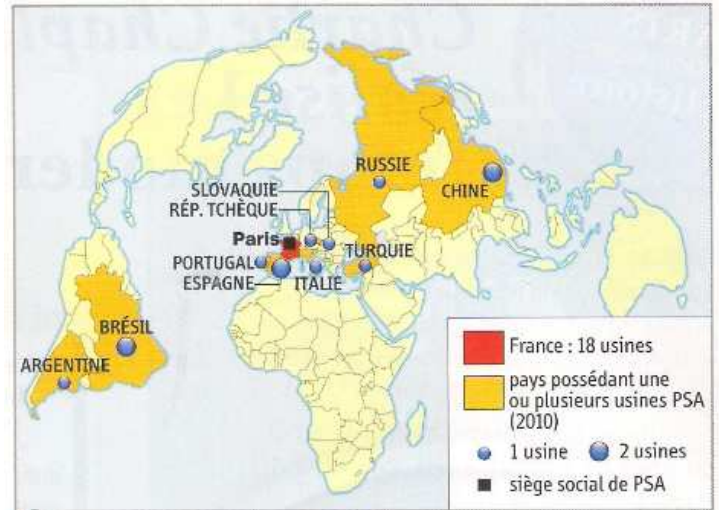 RUSSIE
CHINE
SLOVAQUIE
RÉP. TCHÈQUE
Paris
TURQUIE
PORTUGAL
ESPAGNE
ITALIE
BRÉSIL
ARGENTINE
France : 18 usines
pays possédant une
ou plusieurs usines PSA
(2010)
1 usine
2 usines
siège social de PSA